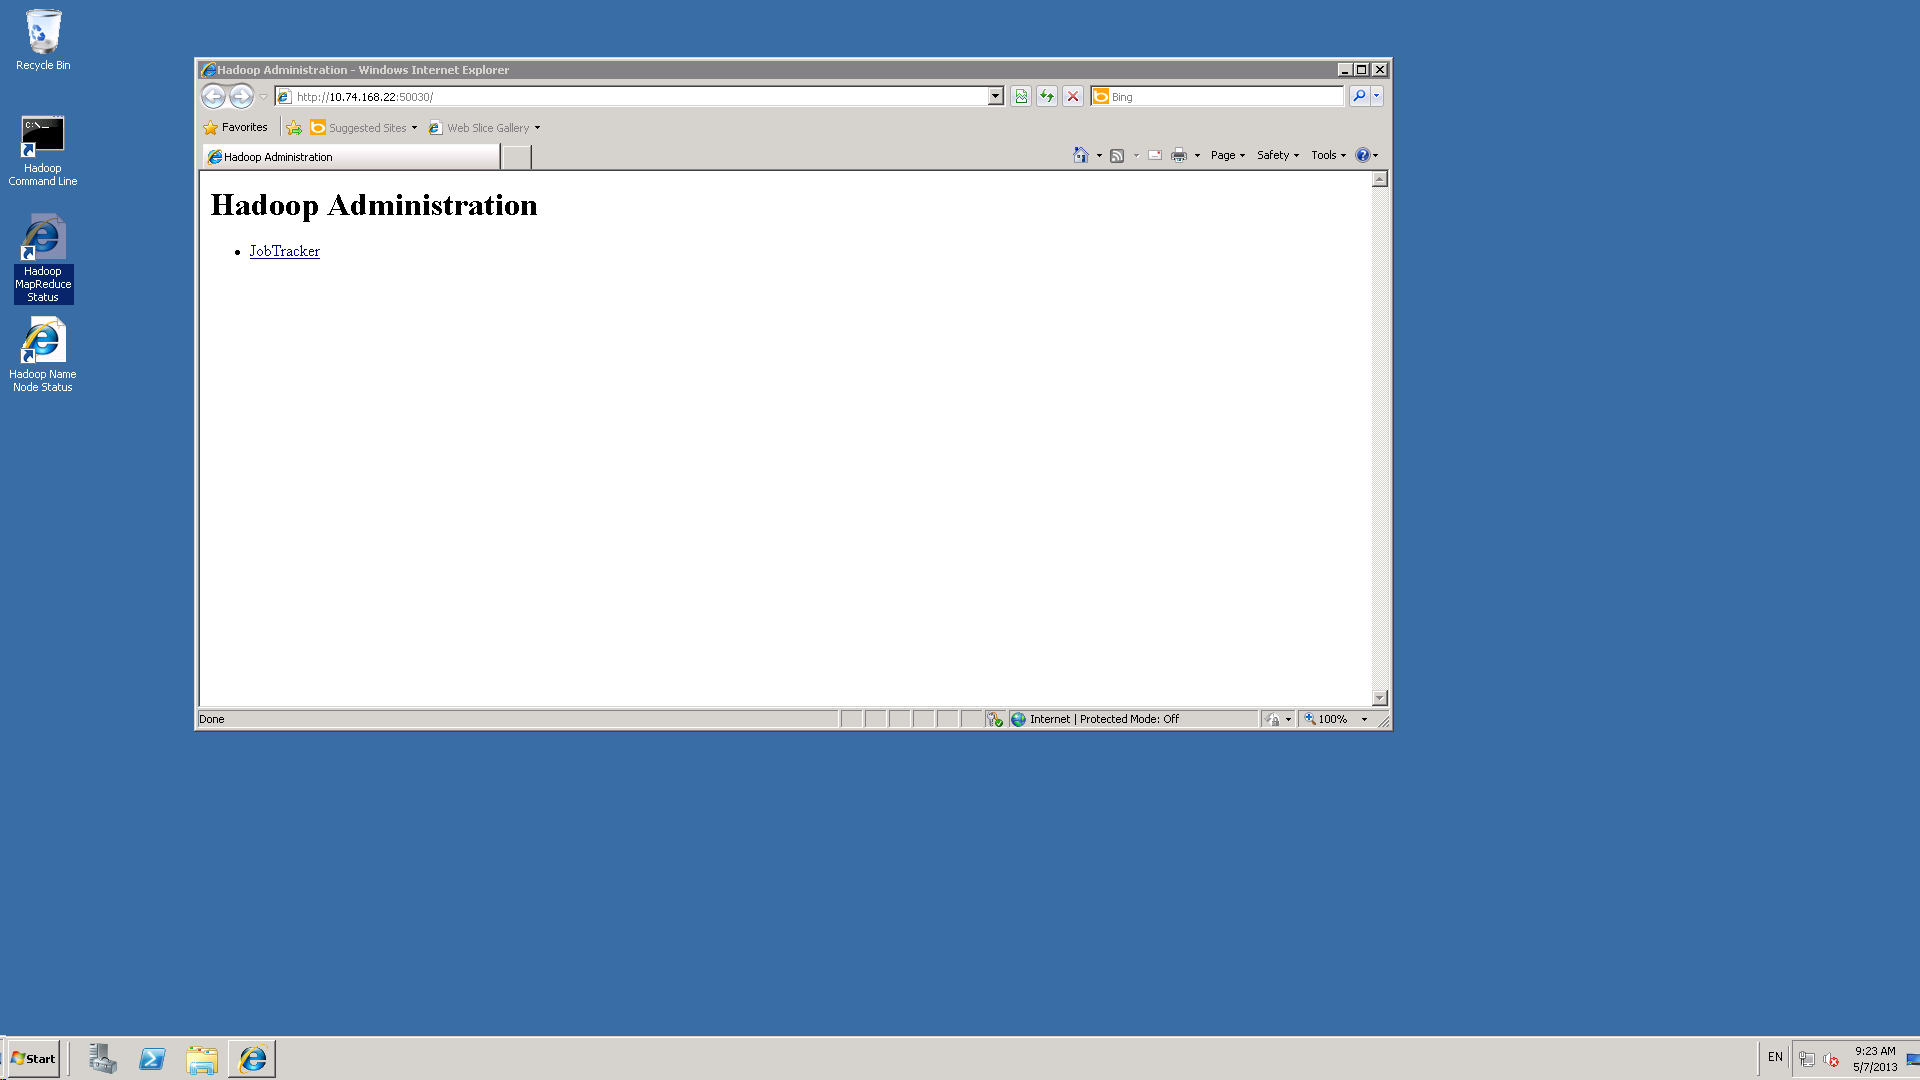 Recycle Bin
Hadoop
Command Line
Hadoop
MapReduce
Status
Hadoop Name
Node Status
Hadoop Administration - Windows Internet Explorer
http://10.74.168.22:50030/
Bing
Favorites
Suggested Sites
Web Slice Gallery
Hadoop Administration
Page
Safety
Tools
Hadoop Administration
JobTracker
Done
Internet | Protected Mode: Off
100%
Start
EN
9:23 AM
5/7/2013
C:\_